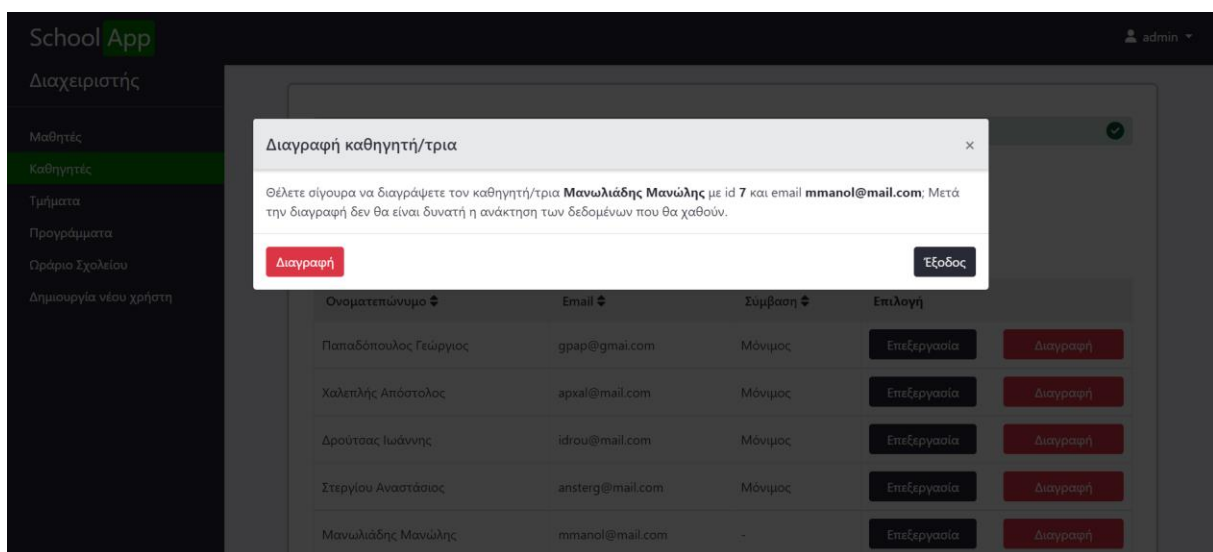 School App
admin
Διαχειριστής
Μαθητές
Καθηγητές
Τμήματα
Προγράμματα
Ωράριο Σχολείου
Δημιουργία νέου χρήστη
Διαγραφή καθηγητή/τρια
×
Θέλετε σίγουρα να διαγράψετε τον καθηγητή/τρια Μανωλιάδης Μανώλης με id 7 και email mmanol@mail.com; Μετά
την διαγραφή δεν θα είναι δυνατή η ανάκτηση των δεδομένων που θα χαθούν.
Διαγραφή Έξοδος
Ονοματεπώνυμο Email Σύμβαση Επιλογή
Παπαδόπουλος Γεώργιος gpap@gmai.com Μόνιμος Επεξεργασία Διαγραφή
Χαλεπλής Απόστολος apxal@mail.com Μόνιμος Επεξεργασία Διαγραφή
Δρούτσας Ιωάννης idrou@mail.com Μόνιμος Επεξεργασία Διαγραφή
Στεργίου Αναστάσιος ansterg@mail.com Μόνιμος Επεξεργασία Διαγραφή
Μανωλιάδης Μανώλης mmanol@mail.com - Επεξεργασία Διαγραφή